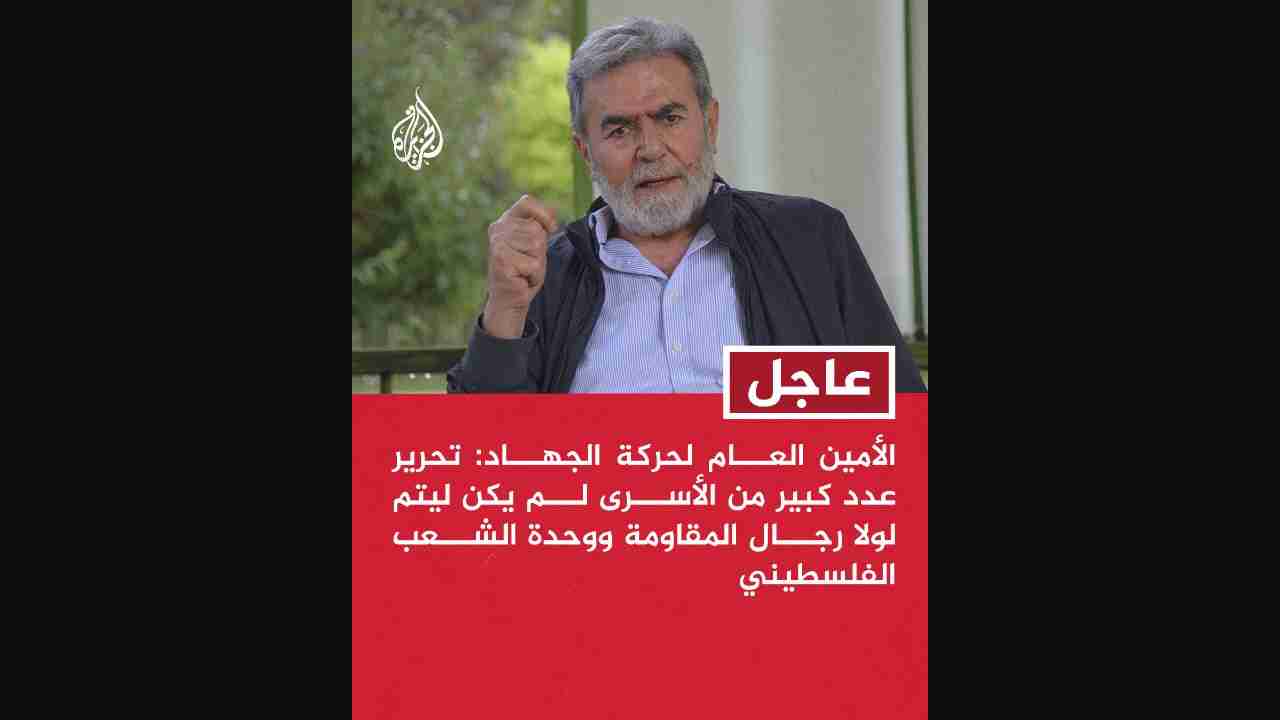 الجزيرة
عاجل
الأمين العام لحركة الجهاد: تحرير
عدد كبير من الأسرى لم يكن ليتم
لولا رجال المقاومة ووحدة الشعب
الفلسطيني